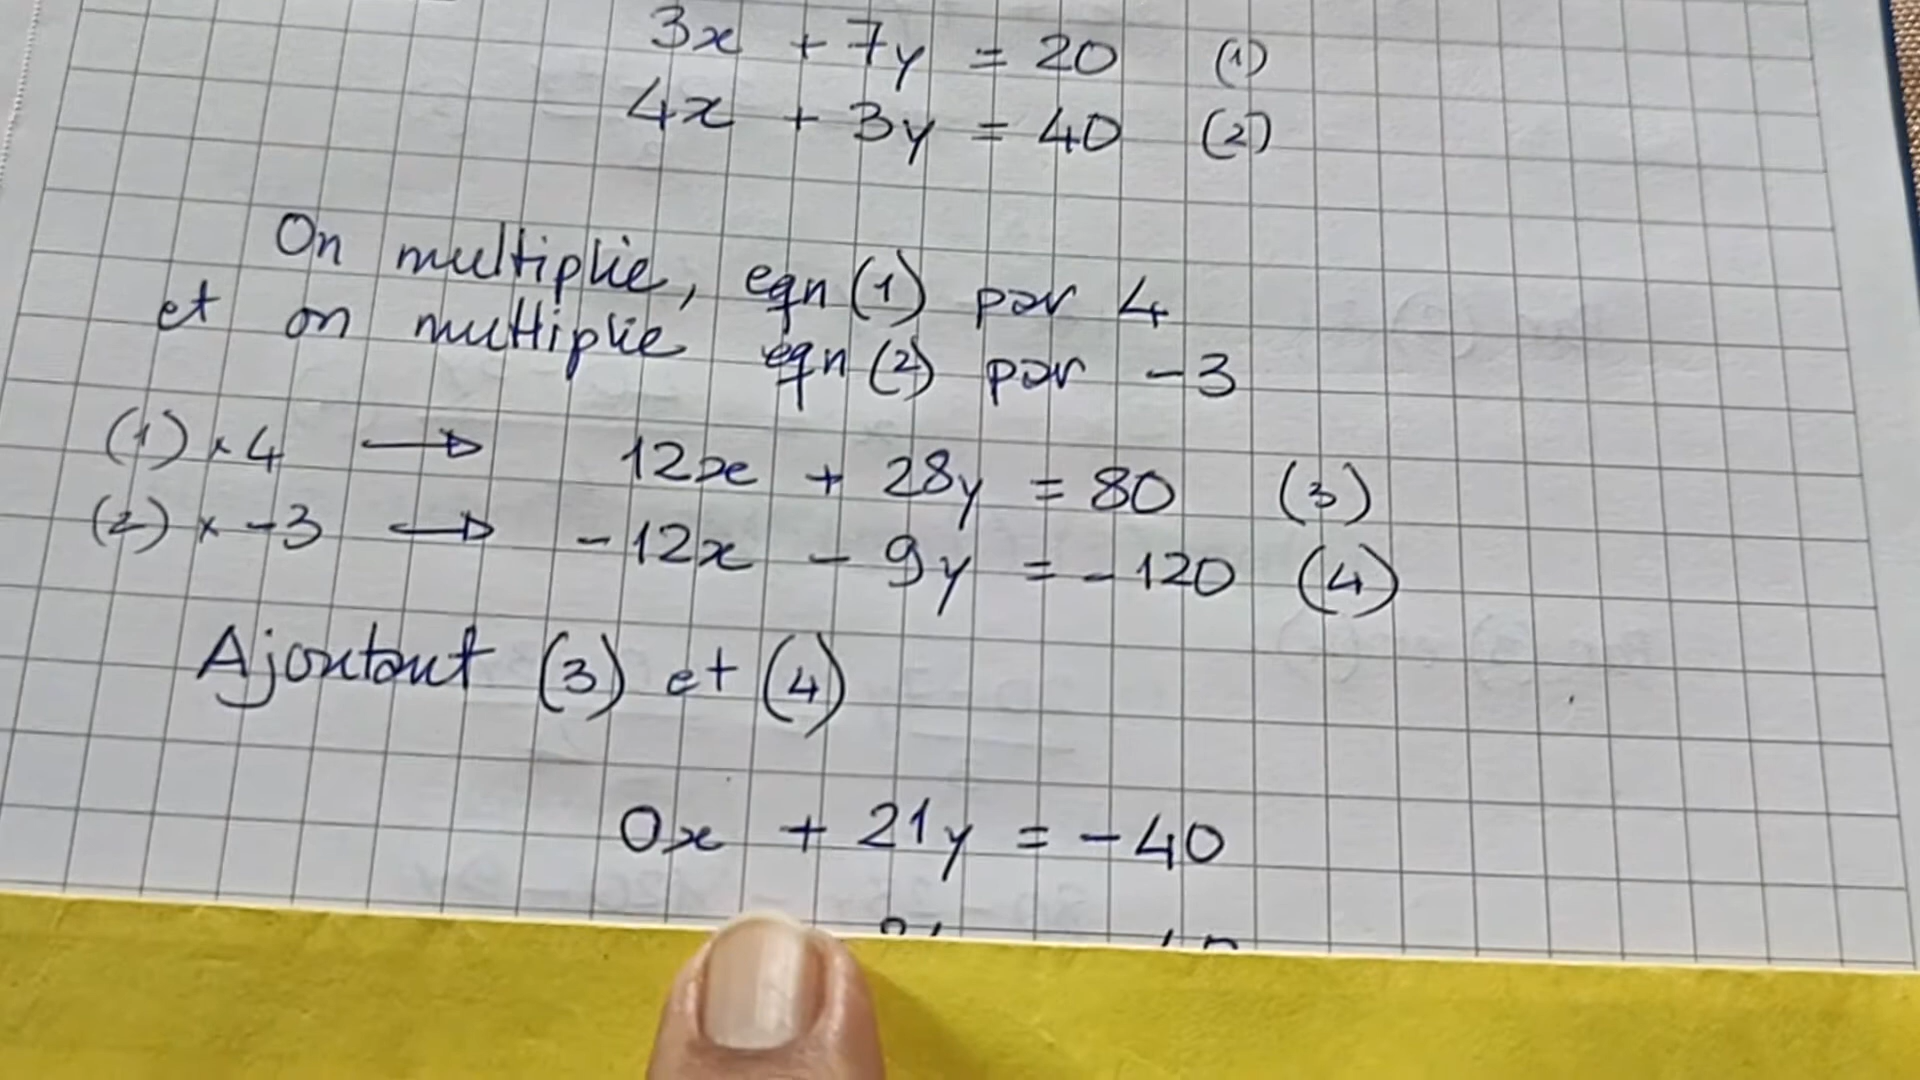 3x + 7y = 20 (1)
4x + 3y = 40 (2)
On multiplie, eqn (1) par 4
et on multiplie eqn (2) par -3
(1) × 4 → 12x + 28y = 80 (3)
(2) × -3 → -12x - 9y = -120 (4)
Ajoutant (3) et (4)
0x + 21y = -40